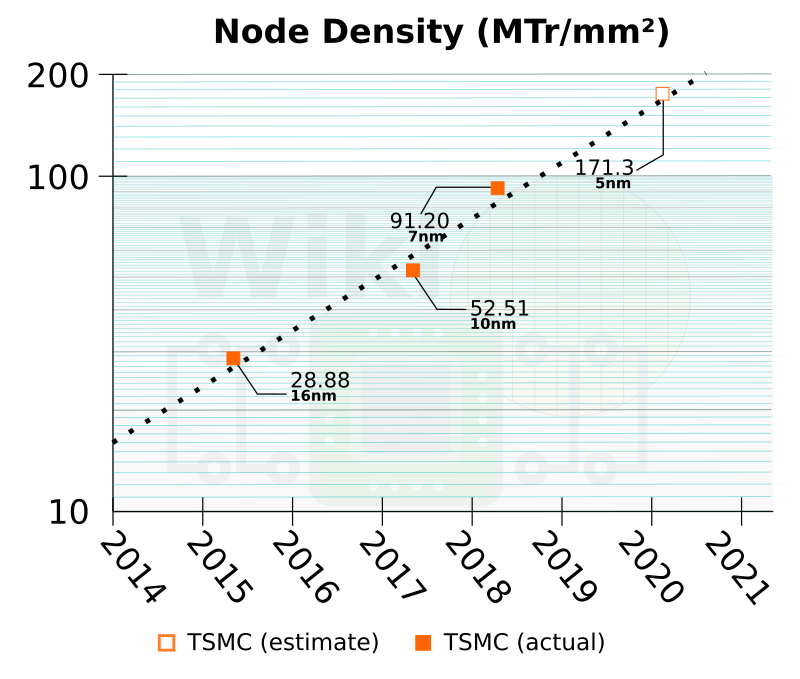 Node Density (MTr/mm²)
200
100
10
171.3
5nm
91.20
7nm
52.51
10nm
28.88
16nm
Wiki
2014
2015
2016
2017
2018
2019
2020
2021
TSMC (estimate)
TSMC (actual)